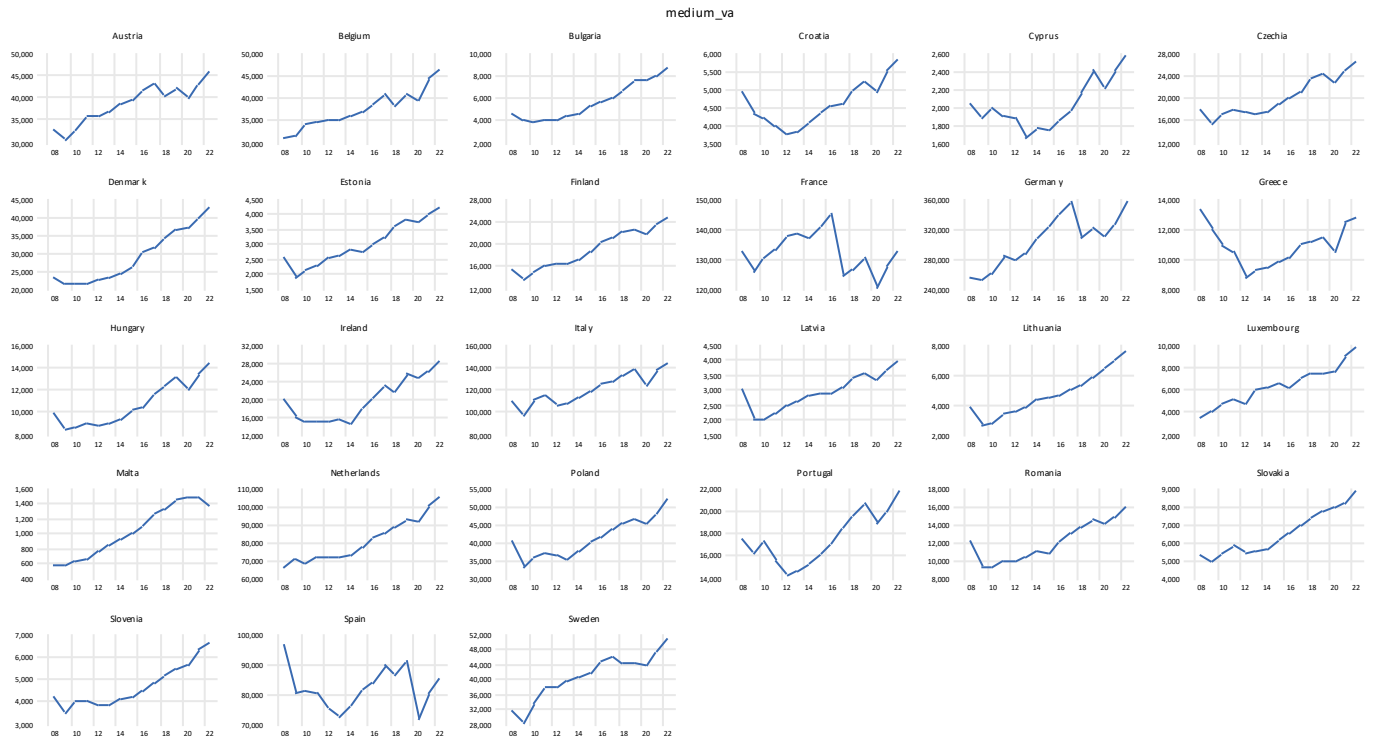 medium_va
Austria Belgium Bulgaria Croatia Cyprus Czechia
50,000 50,000 10,000 6,000 2,600 28,000
45,000 45,000 8,000 5,500 2,400 24,000
40,000 40,000 6,000 5,000 2,200 20,000
35,000 35,000 4,000 4,500 2,000 16,000
30,000 30,000 2,000 4,000 1,800 12,000
3,500 1,600
08 10 12 14 16 18 20 22 08 10 12 14 16 18 20 22 08 10 12 14 16 18 20 22 08 10 12 14 16 18 20 22 08 10 12 14 16 18 20 22 08 10 12 14 16 18 20 22
Denmark Estonia Finland France Germany Greece
45,000 4,500 28,000 150,000 360,000 14,000
40,000 4,000 24,000 140,000 320,000 12,000
35,000 3,500 20,000 130,000 280,000 10,000
30,000 3,000 16,000 120,000 240,000 8,000
25,000 2,500 12,000
20,000 2,000
1,500
08 10 12 14 16 18 20 22 08 10 12 14 16 18 20 22 08 10 12 14 16 18 20 22 08 10 12 14 16 18 20 22 08 10 12 14 16 18 20 22 08 10 12 14 16 18 20 22
Hungary Ireland Italy Latvia Lithuania Luxembourg
16,000 32,000 160,000 4,500 8,000 10,000
14,000 28,000 140,000 4,000 6,000 8,000
12,000 24,000 120,000 3,500 4,000 6,000
10,000 20,000 100,000 3,000 2,000 4,000
8,000 16,000 80,000 2,500 2,000
12,000 2,000
1,500
08 10 12 14 16 18 20 22 08 10 12 14 16 18 20 22 08 10 12 14 16 18 20 22 08 10 12 14 16 18 20 22 08 10 12 14 16 18 20 22 08 10 12 14 16 18 20 22
Malta Netherlands Poland Portugal Romania Slovakia
1,600 110,000 55,000 22,000 18,000 9,000
1,400 100,000 50,000 20,000 16,000 8,000
1,200 90,000 45,000 18,000 14,000 7,000
1,000 80,000 40,000 16,000 12,000 6,000
800 70,000 35,000 14,000 10,000 5,000
600 60,000 30,000 8,000 4,000
400
08 10 12 14 16 18 20 22 08 10 12 14 16 18 20 22 08 10 12 14 16 18 20 22 08 10 12 14 16 18 20 22 08 10 12 14 16 18 20 22 08 10 12 14 16 18 20 22
Slovenia Spain Sweden
7,000 100,000 52,000
6,000 90,000 48,000
5,000 80,000 44,000
4,000 70,000 40,000
3,000 36,000
32,000
28,000
08 10 12 14 16 18 20 22 08 10 12 14 16 18 20 22 08 10 12 14 16 18 20 22